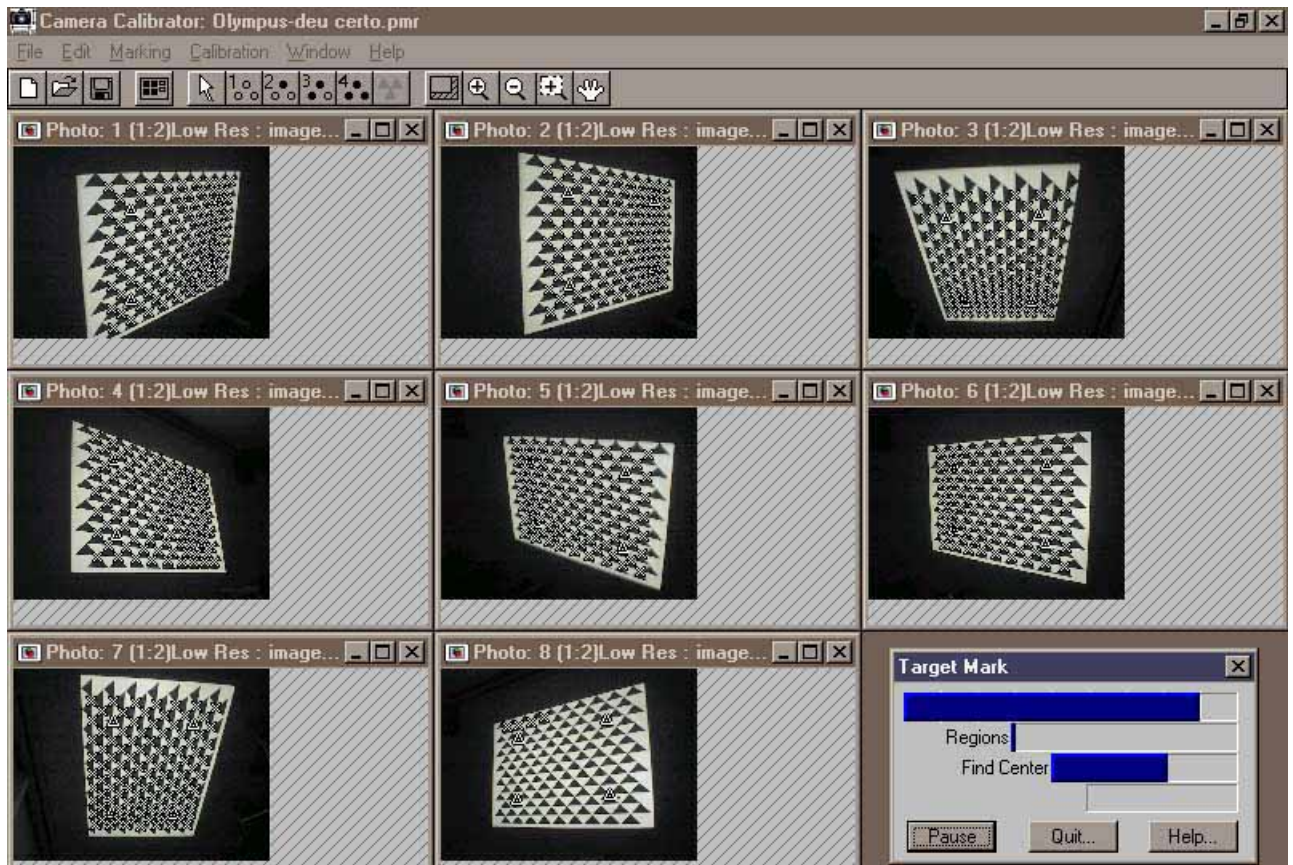 Camera Calibrator: Olympus-deu certo.pmr
File Edit Marking Calibration Window Help
1 2 3 4
Photo: 1 (1:2)Low Res : image...
Photo: 2 (1:2)Low Res : image...
Photo: 3 (1:2)Low Res : image...
Photo: 4 (1:2)Low Res : image...
Photo: 5 (1:2)Low Res : image...
Photo: 6 (1:2)Low Res : image...
Photo: 7 (1:2)Low Res : image...
Photo: 8 (1:2)Low Res : image...
Target Mark
Regions
Find Center
Pause Quit... Help...